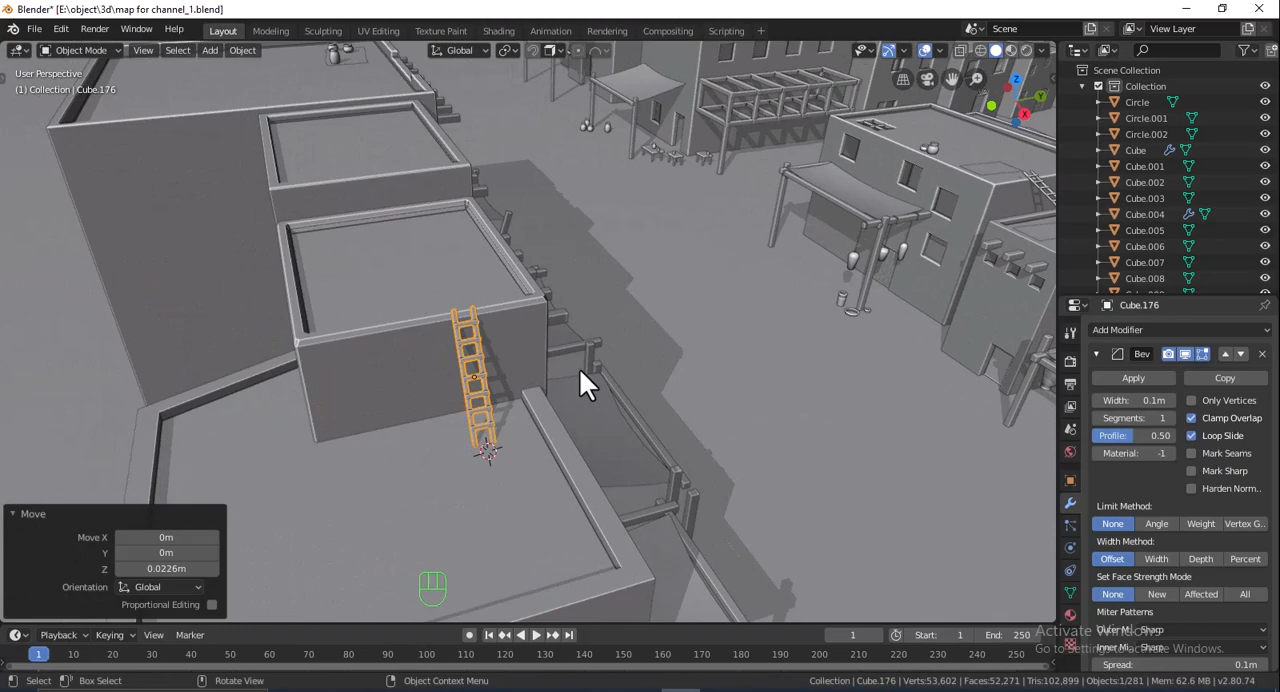 Blender* [E:\object\3d\map for channel_1.blend]
File Edit Render Window Help Layout Modeling Sculpting UV Editing Texture Paint Shading Animation Rendering Compositing Scripting + Scene View Layer
Object Mode View Select Add Object Global
User Perspective
(1) Collection | Cube.176
Z
Y
X
Scene Collection
Collection
Circle
Circle.001
Circle.002
Cube
Cube.001
Cube.002
Cube.003
Cube.004
Cube.005
Cube.006
Cube.007
Cube.008
Cube.176
Add Modifier
Bev
Apply Copy
Width: 0.1m Only Vertices
Segments: 1 Clamp Overlap
Profile: 0.50 Loop Slide
Material: -1 Mark Seams
Mark Sharp
Harden Norm..
Limit Method:
None Angle Weight Vertex G..
Width Method:
Offset Width Depth Percent
Set Face Strength Mode
None New Affected All
Miter Patterns
Outer M.. Sharp
Inner Mi.. Sharp
Spread: 0.1m
Activate Windows
Go to Settings to activate Windows.
Move
Move X 0m
Y 0m
Z 0.0226m
Orientation Global
Proportional Editing
Playback Keying View Marker 1 Start: 1 End: 250
1 10 20 30 40 50 60 70 80 90 100 110 120 130 140 150 160 170 180 190 200 210 220 230 240 250
Select Box Select Rotate View Object Context Menu Collection | Cube.176 | Verts:53,602 | Faces:52,271 | Tris:102,899 | Objects:1/281 | Mem: 62.6 MB | v2.80.74